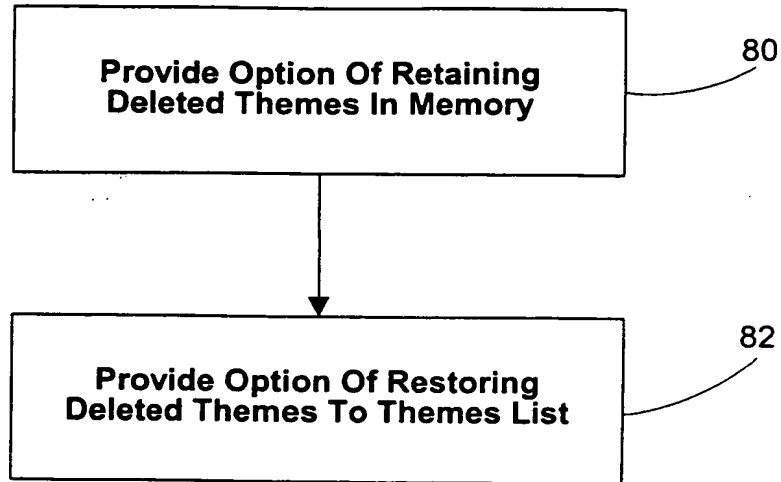 Provide Option Of Retaining
Deleted Themes In Memory
80
Provide Option Of Restoring
Deleted Themes To Themes List
82